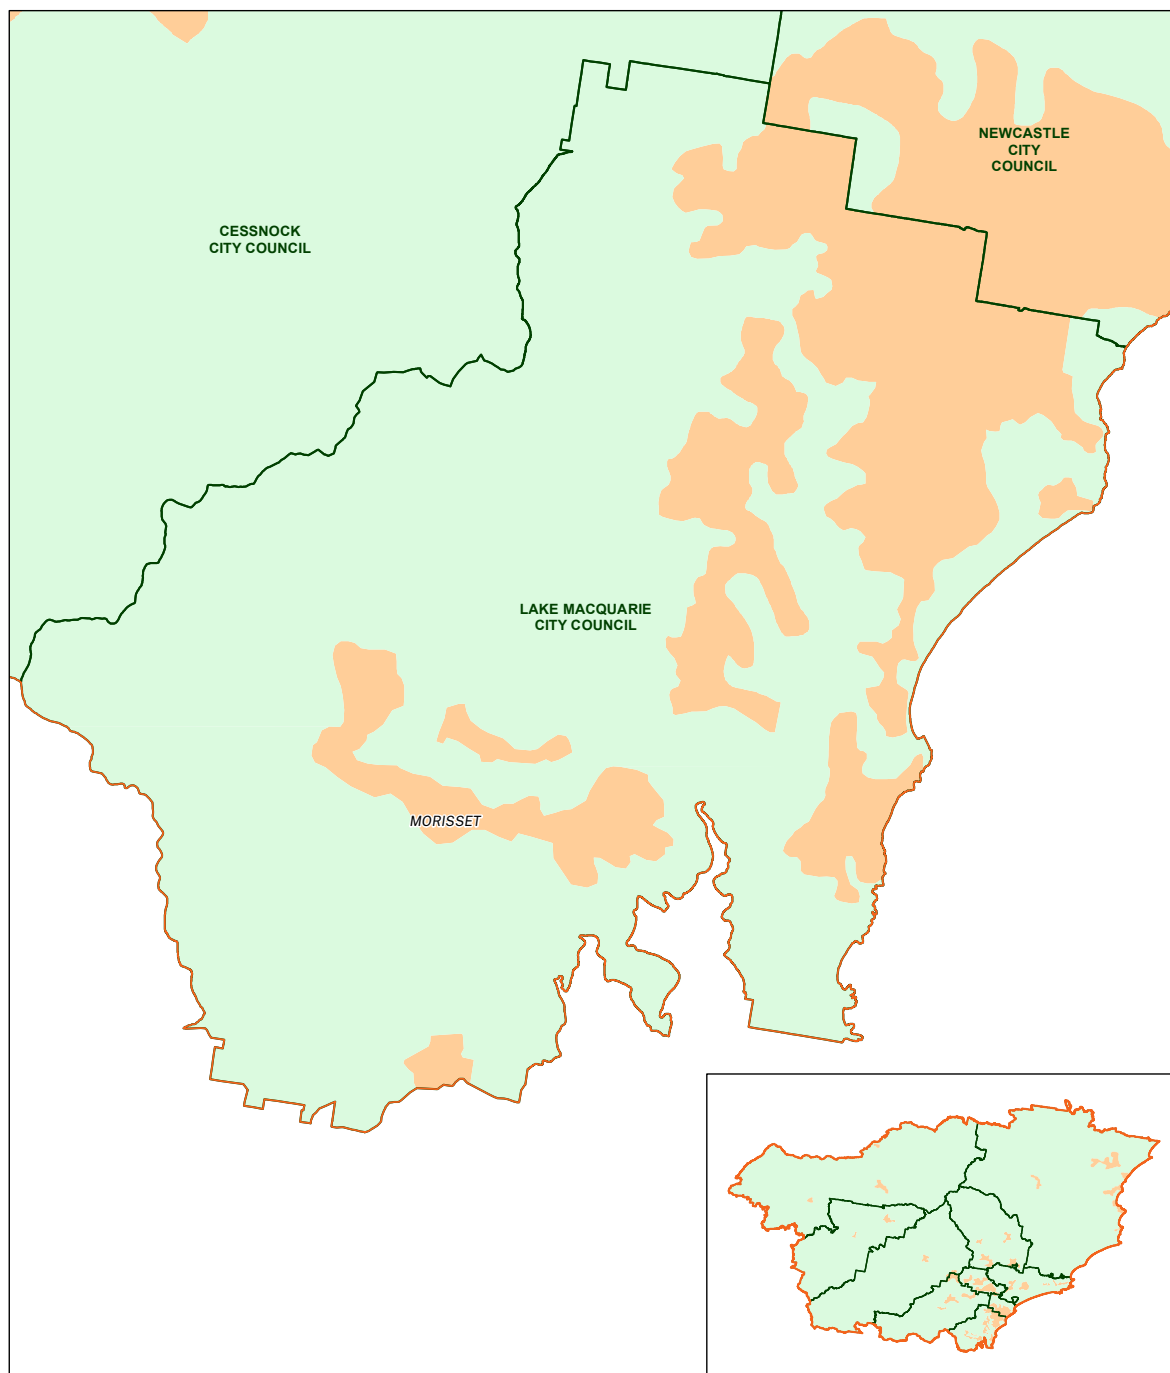 NEWCASTLE
CITY
COUNCIL
CESSNOCK
CITY COUNCIL
LAKE MACQUARIE
CITY COUNCIL
MORISSET